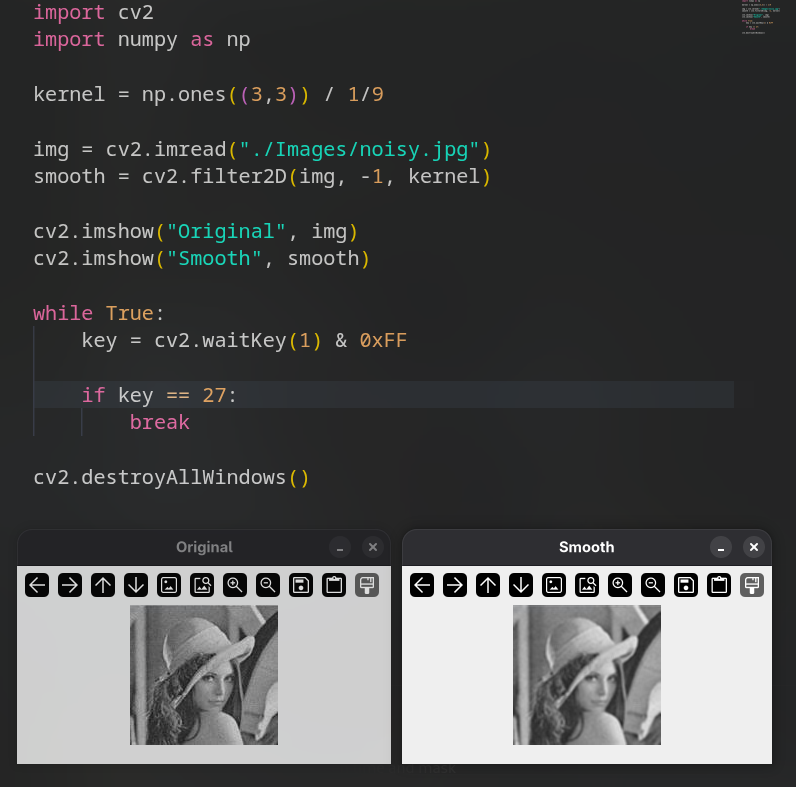 import cv2
import numpy as np
kernel = np.ones((3,3)) / 1/9
img = cv2.imread("./Images/noisy.jpg")
smooth = cv2.filter2D(img, -1, kernel)
cv2.imshow("Original", img)
cv2.imshow("Smooth", smooth)
while True:
    key = cv2.waitKey(1) & 0xFF
    if key == 27:
        break
cv2.destroyAllWindows()
Original
Smooth